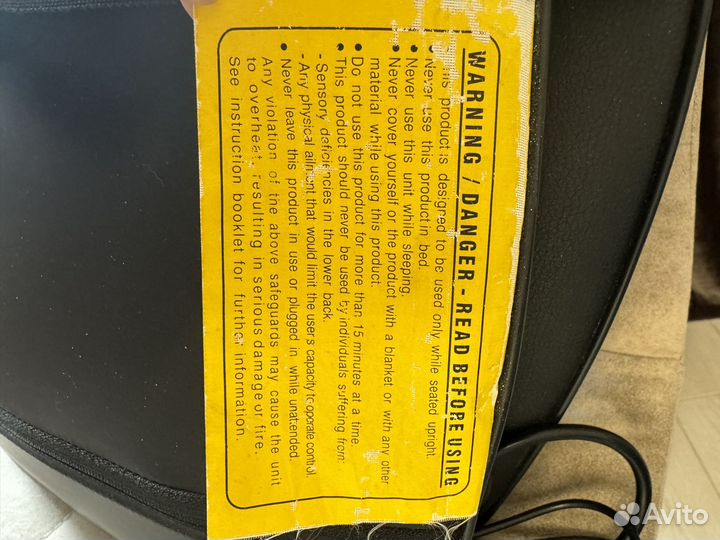 WARNING / DANGER - READ BEFORE USING
• This product is designed to be used only while seated upright.
• Never use this product in bed.
• Never use this unit while sleeping.
• Never cover yourself or the product with a blanket or with any other
material while using this product.
• Do not use this product for more than 15 minutes at a time.
• This product should never be used by individuals suffering from:
- Sensory deficiencies in the lower back.
- Any physical ailment that would limit the user's capacity to operate control.
• Never leave this product in use or plugged in while unattended.
Any violation of the above safeguards may cause the unit
to overheat, resulting in serious damage or fire.
See instruction booklet for further information.
Avito